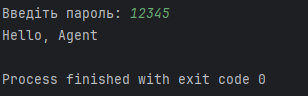 Введіть пароль: 12345
Hello, Agent
Process finished with exit code 0